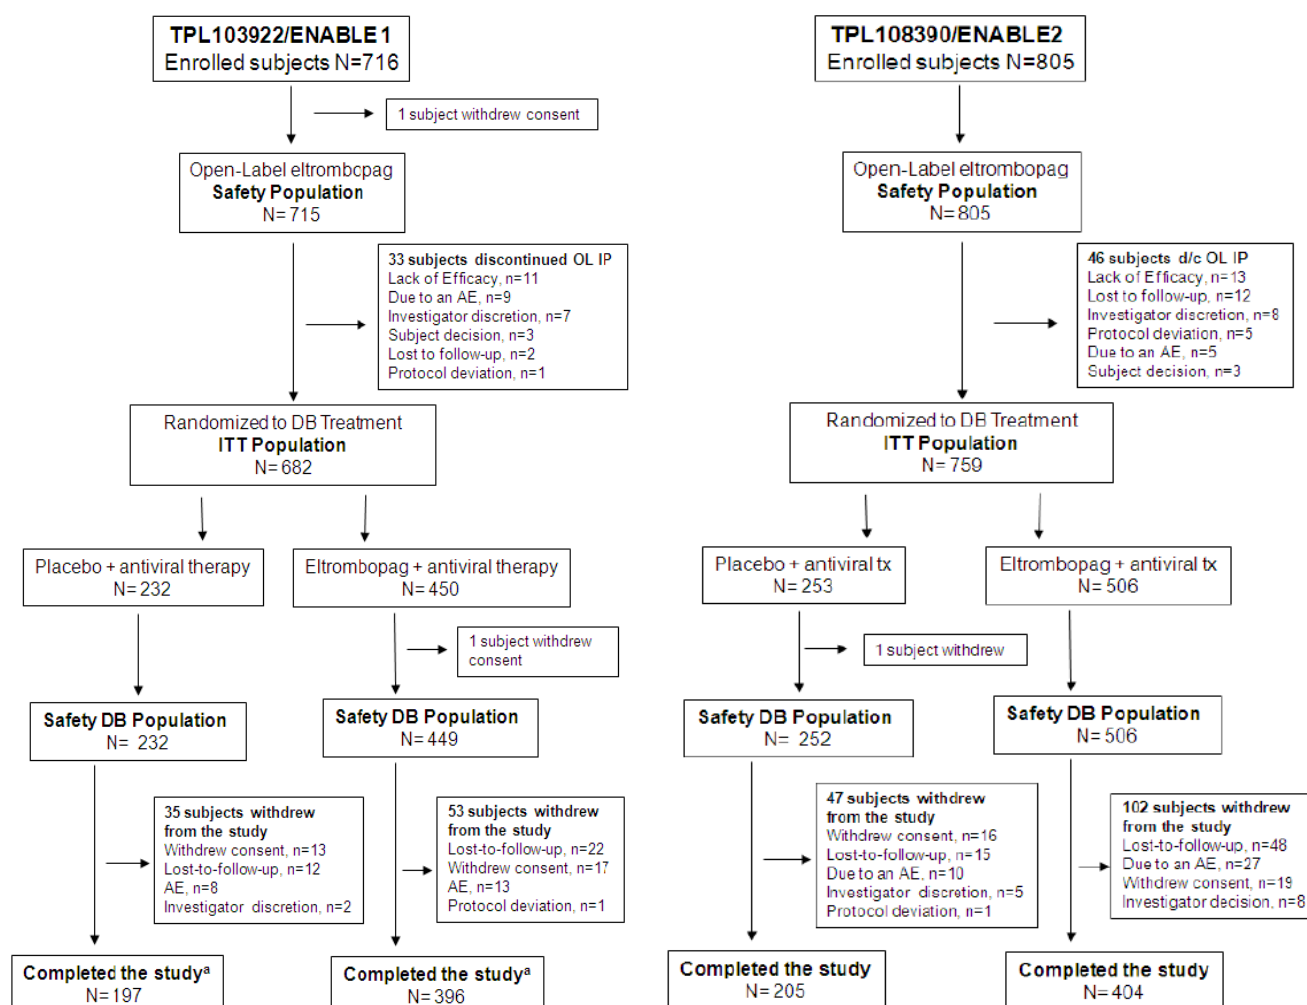 TPL103922/ENABLE1
Enrolled subjects N=716
1 subject withdrew consent
Open-Label eltrombcpag
Safety Population
N=715
33 subjects discontinued OL IP
Lack of Efficacy, n=11
Due to an AE, n=9
Investigator discretion, n=7
Subject decision, n=3
Lost to follow-up, n=2
Protocol deviation, n=1
Randomized to DB Treatment
ITT Population
N=682
Placebo + antiviral therapy
N=232
Eltrombopag + antiviral therapy
N=450
1 subject withdrew
consent
Safety DB Population
N= 232
Safety DB Population
N=449
35 subjects withdrew
from the study
Withdrew consent, n=13
Lost-to-follow-up, n=12
AE, n=8
Investigator discretion, n=2
53 subjects withdrew
from the study
Lost-to-follow-up, n=22
Withdrew consent, n=17
AE, n=13
Protocol deviation, n=1
Completed the studyᵃ
N=197
Completed the studyᵃ
N=396
TPL108390/ENABLE2
Enrolled subjects N=805
Open-Label eltrombopag
Safety Population
N=805
46 subjects d/c OL IP
Lack of Efficacy, n=13
Lost to follow-up, n=12
Investigator discretion, n=8
Protocol deviation, n=5
Due to an AE, n=5
Subject decision, n=3
Randomized to DB Treatment
ITT Population
N=759
Placebo + antiviral tx
N=253
Eltrombopag + antiviral tx
N= 506
1 subject withdrew
Safety DB Population
N= 252
Safety DB Population
N=506
47 subjects withdrew
from the study
Withdrew consent, n=16
Lost-to-follow-up, n=15
Due to an AE, n=10
Investigator discretion, n=5
Protocol deviation, n=1
102 subjects withdrew
from the study
Lost-to-follow-up, n=48
Due to an AE, n=27
Withdrew consent, n=19
Investigator decision, n=8
Completed the study
N=205
Completed the study
N=404